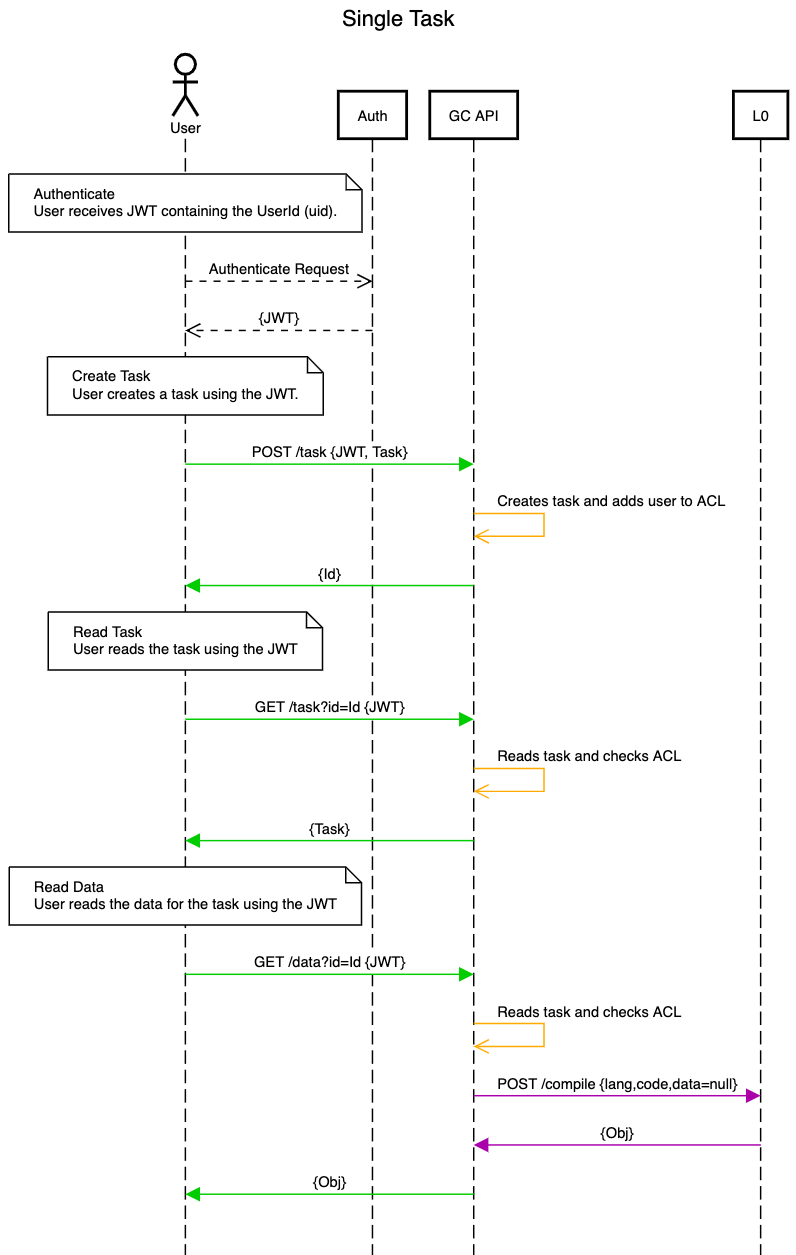 Single Task
User
Auth
GC API
L0
Authenticate
User receives JWT containing the UserId (uid).
Authenticate Request
{JWT}
Create Task
User creates a task using the JWT.
POST /task {JWT, Task}
Creates task and adds user to ACL
{Id}
Read Task
User reads the task using the JWT
GET /task?id=Id {JWT}
Reads task and checks ACL
{Task}
Read Data
User reads the data for the task using the JWT
GET /data?id=Id {JWT}
Reads task and checks ACL
POST /compile {lang,code,data=null}
{Obj}
{Obj}